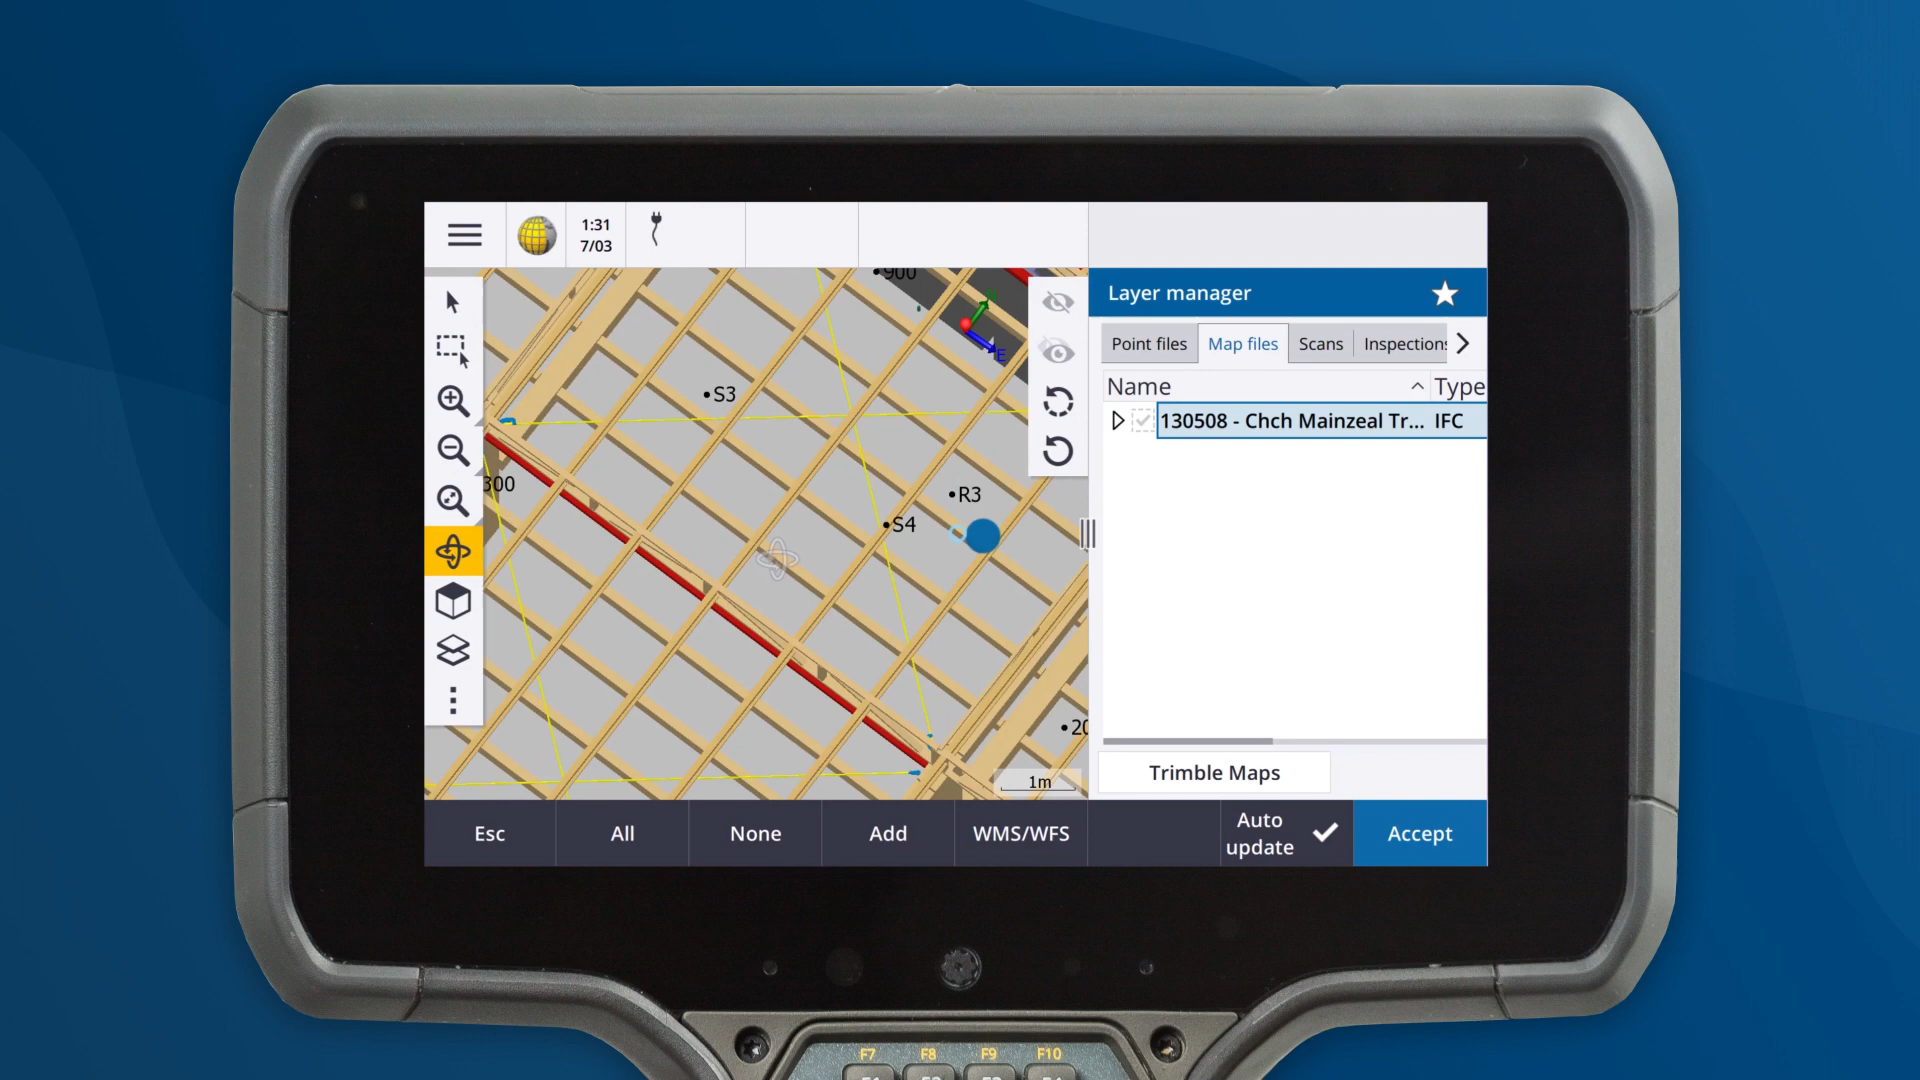 1:31
7/03
Layer manager
Point files
Map files
Scans
Inspections
Name
Type
130508 - Chch Mainzeal Tr...
IFC
900
E
S3
300
R3
S4
20
1m
Trimble Maps
Esc
All
None
Add
WMS/WFS
Auto
update
Accept
F7
F8
F9
F10